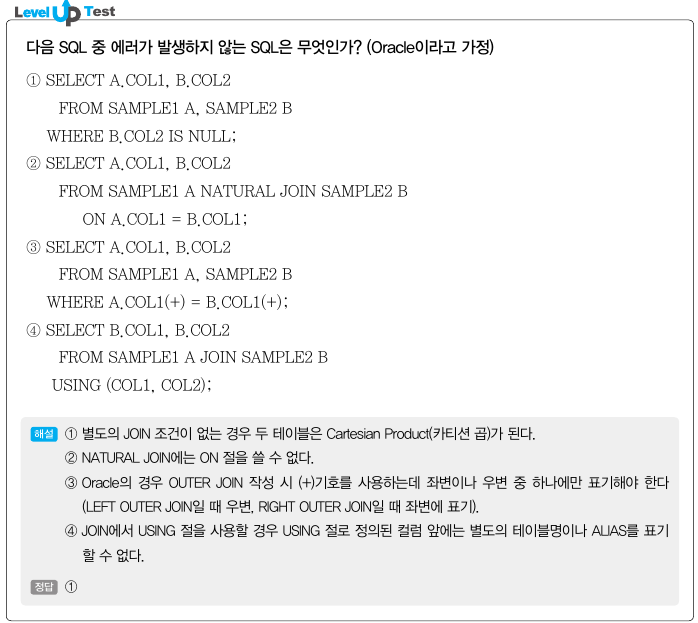 Level Up Test
다음 SQL 중 에러가 발생하지 않는 SQL은 무엇인가? (Oracle이라고 가정)
① SELECT A.COL1, B.COL2
FROM SAMPLE1 A, SAMPLE2 B
WHERE B.COL2 IS NULL;
② SELECT A.COL1, B.COL2
FROM SAMPLE1 A NATURAL JOIN SAMPLE2 B
ON A.COL1 = B.COL1;
③ SELECT A.COL1, B.COL2
FROM SAMPLE1 A, SAMPLE2 B
WHERE A.COL1(+) = B.COL1(+);
④ SELECT B.COL1, B.COL2
FROM SAMPLE1 A JOIN SAMPLE2 B
USING (COL1, COL2);
해설 ① 별도의 JOIN 조건이 없는 경우 두 테이블은 Cartesian Product(카티션 곱)가 된다.
② NATURAL JOIN에는 ON 절을 쓸 수 없다.
③ Oracle의 경우 OUTER JOIN 작성 시 (+)기호를 사용하는데 좌변이나 우변 중 하나에만 표기해야 한다
(LEFT OUTER JOIN일 때 우변, RIGHT OUTER JOIN일 때 좌변에 표기).
④ JOIN에서 USING 절을 사용할 경우 USING 절로 정의된 컬럼 앞에는 별도의 테이블명이나 ALIAS를 표기
할 수 없다.
정답 ①